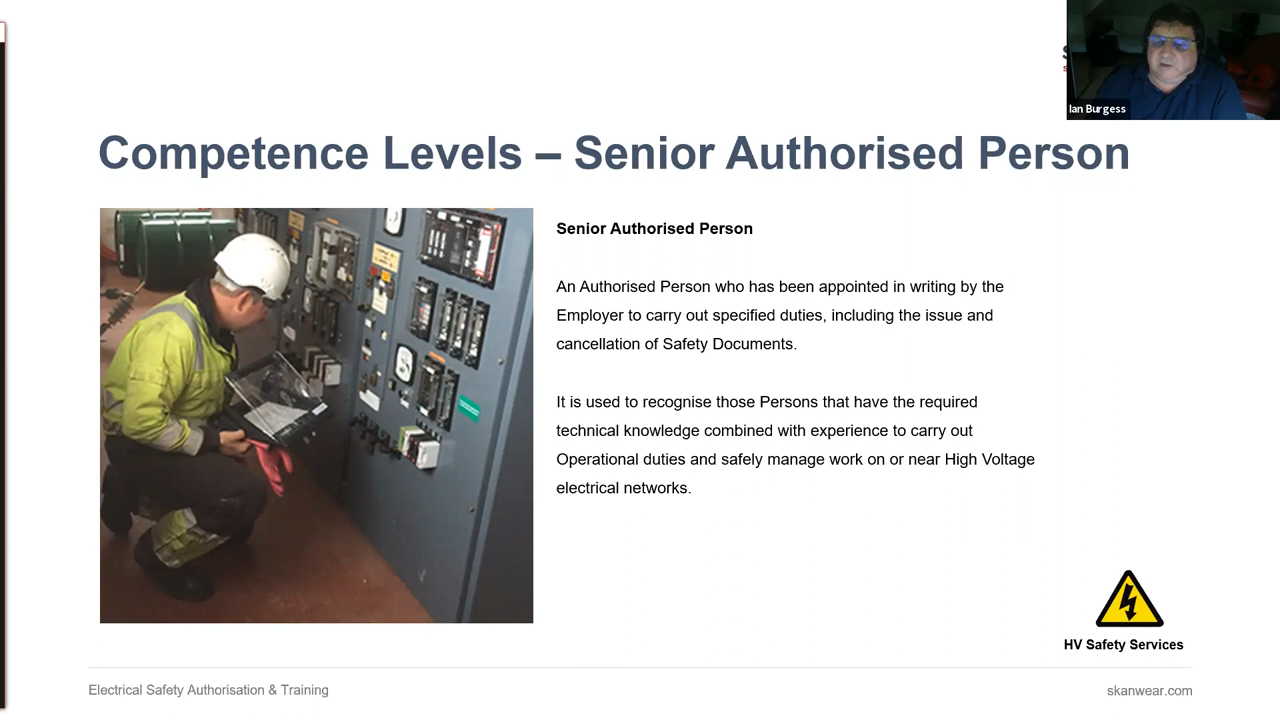 Ian Burgess
Competence Levels – Senior Authorised Person
Senior Authorised Person
An Authorised Person who has been appointed in writing by the
Employer to carry out specified duties, including the issue and
cancellation of Safety Documents.
It is used to recognise those Persons that have the required
technical knowledge combined with experience to carry out
Operational duties and safely manage work on or near High Voltage
electrical networks.
HV Safety Services
Electrical Safety Authorisation & Training
skanwear.com